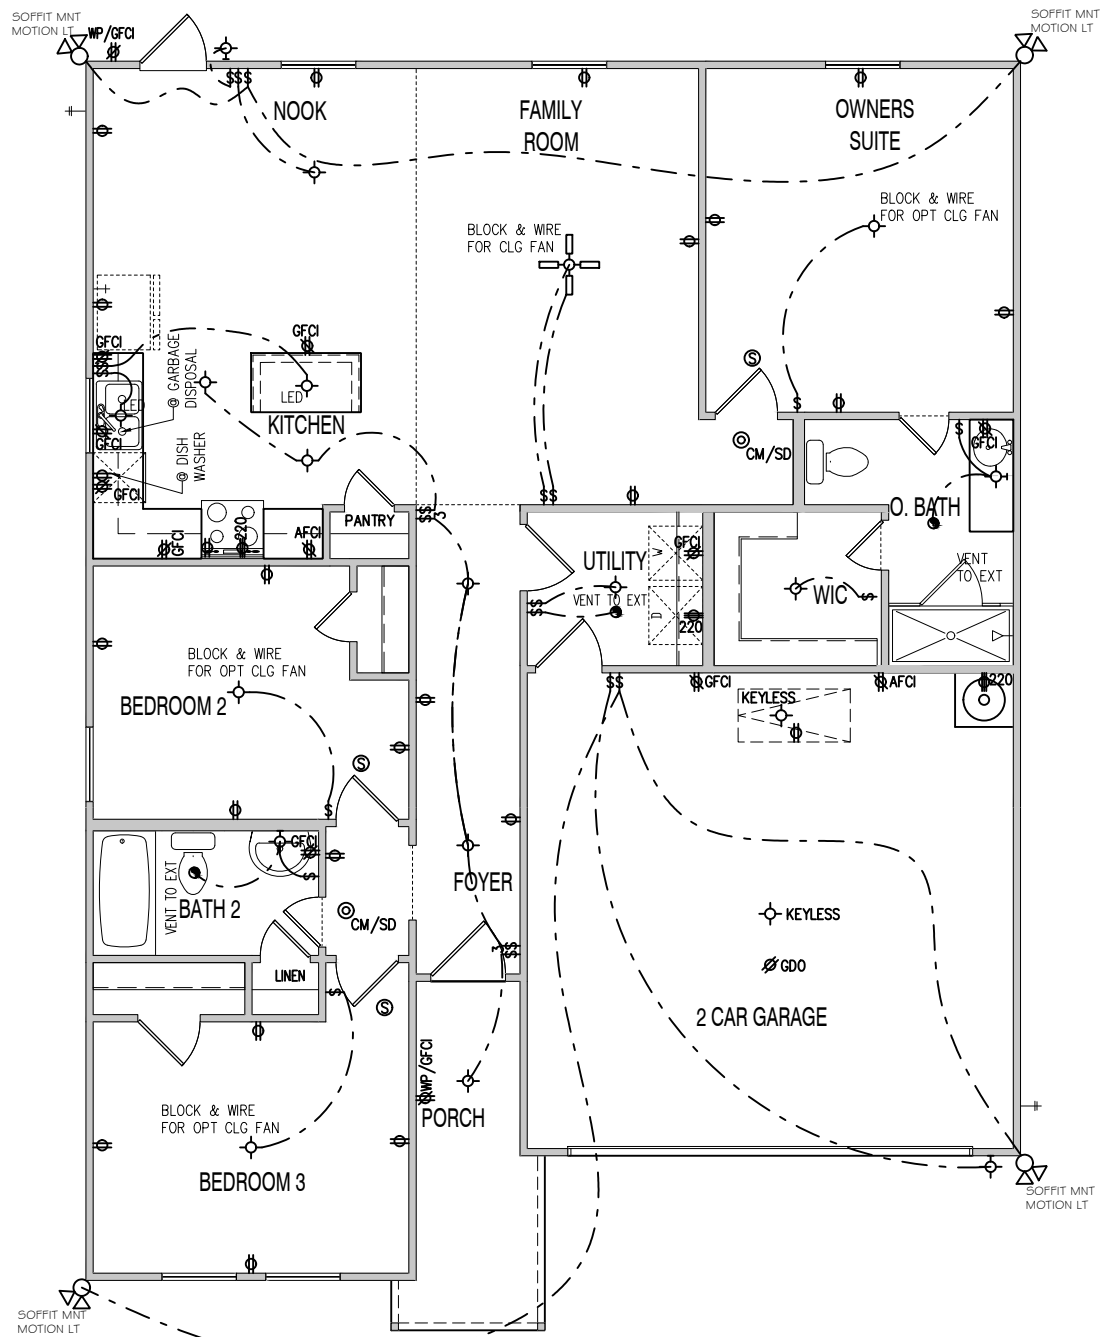 SOFFIT MNT
MOTION LT
WP/GFCI
SOFFIT MNT
MOTION LT
$$$
NOOK
FAMILY
ROOM
OWNERS
SUITE
BLOCK & WIRE
FOR OPT CLG FAN
BLOCK & WIRE
FOR CLG FAN
GFCI
GFCI
@ GARBAGE
DISPOSAL
S
LED
LED
KITCHEN
$
GFCI
@ DISH
WASHER
GFCI
CM/SD
$
GFCI
$$
O. BATH
PANTRY
$$
3
GFCI
220
AFCI
UTILITY
W
GFCI
VENT
TO EXT
VENT TO EXT
$
$
D
220
WIC
$
BLOCK & WIRE
FOR OPT CLG FAN
BEDROOM 2
$$
GFCI
AFCI
220
KEYLESS
S
$
GFCI
$
VENT TO EXT
BATH 2
FOYER
CM/SD
KEYLESS
3
$$
GDO
LINEN
$
S
2 CAR GARAGE
WP/GFCI
PORCH
BLOCK & WIRE
FOR OPT CLG FAN
BEDROOM 3
SOFFIT MNT
MOTION LT
SOFFIT MNT
MOTION LT